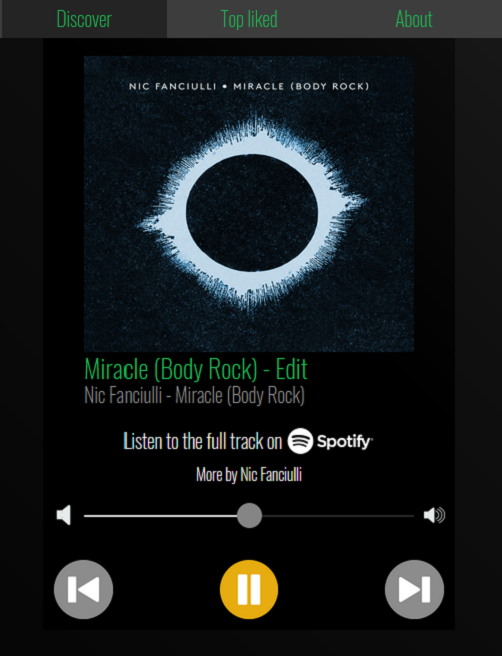 Discover
Top liked
About
NIC FANCIULLI • MIRACLE (BODY ROCK)
Miracle (Body Rock) - Edit
Nic Fanciulli - Miracle (Body Rock)
Listen to the full track on Spotify
More by Nic Fanciulli